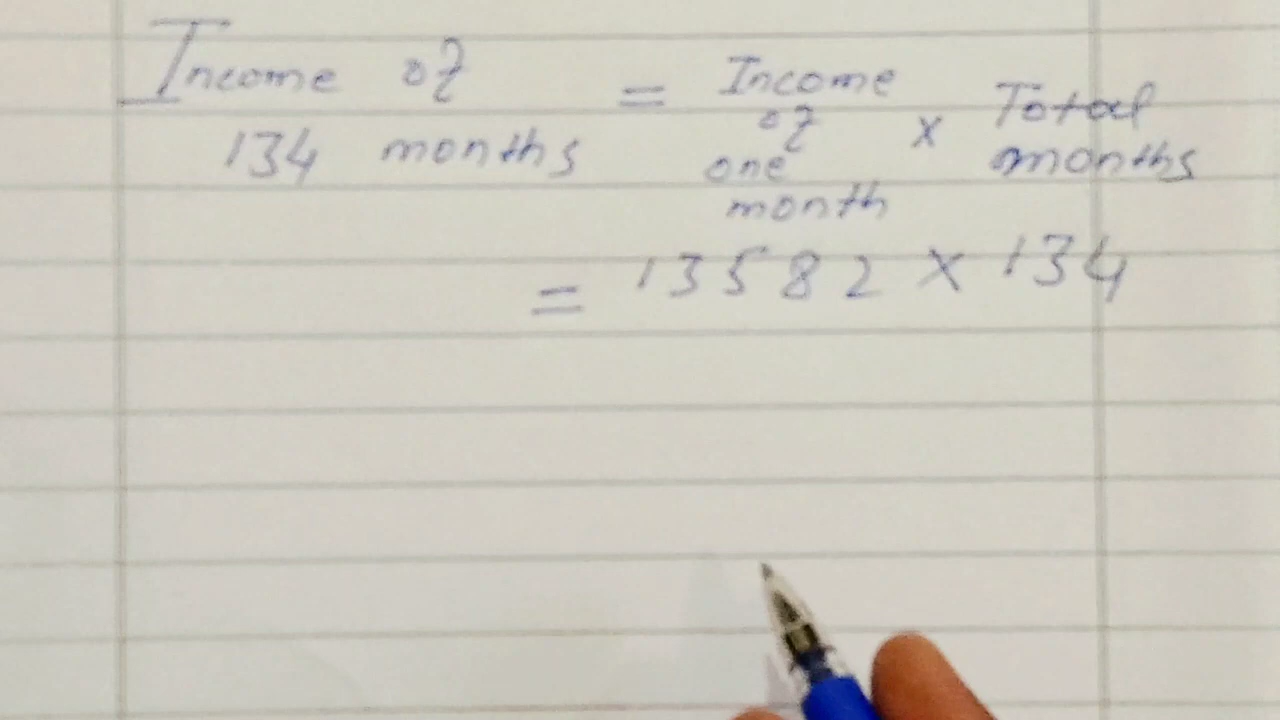 Income of = Income
of × Total
134 months one months
month
= 13582 × 134